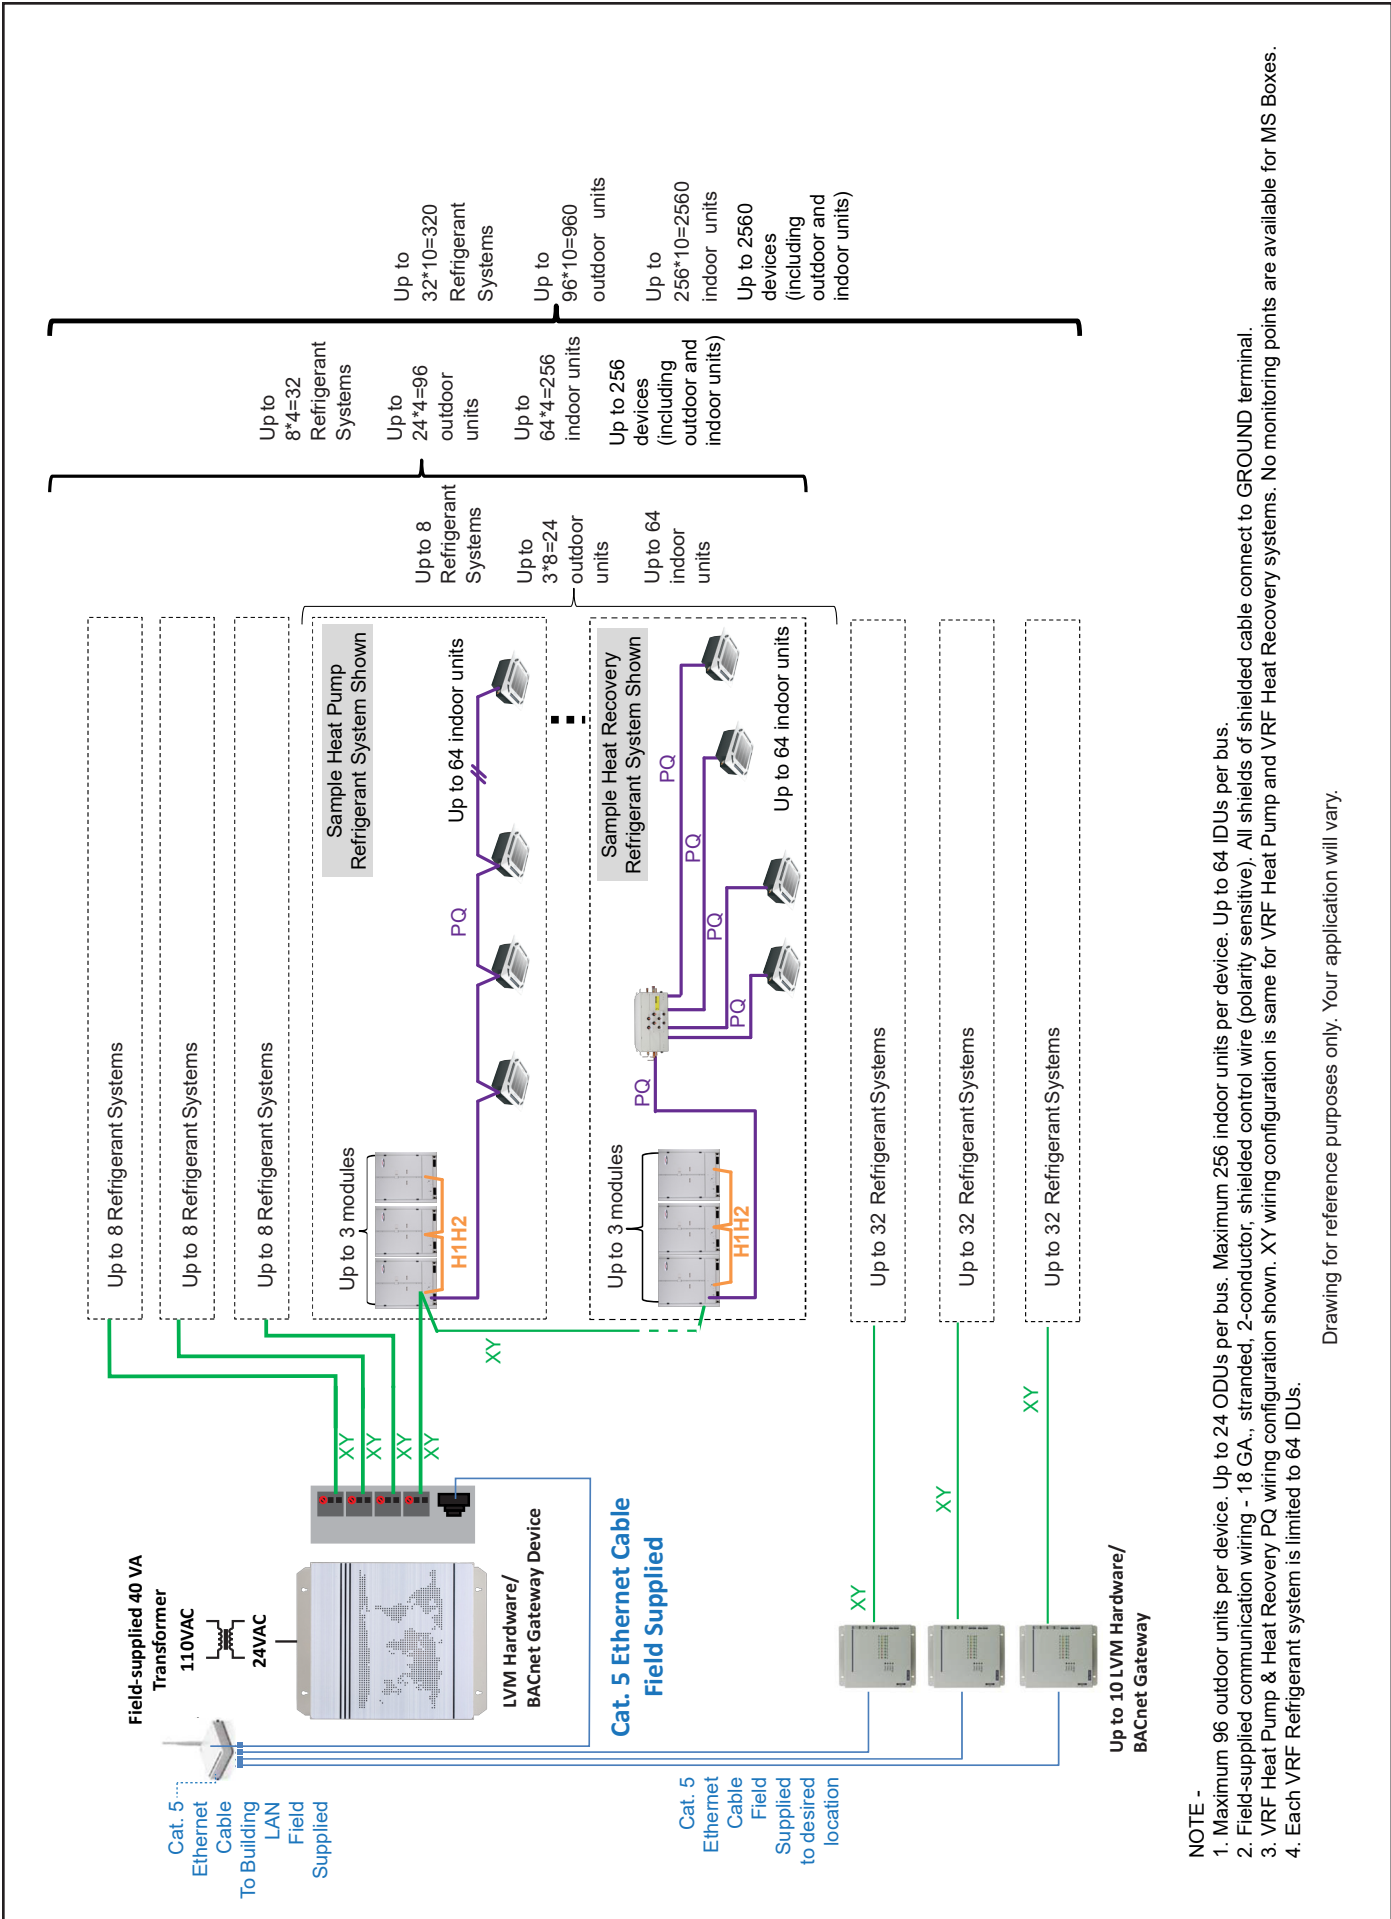 Cat. 5
Ethernet
Cable
To Building
LAN
Field
Supplied
Field-supplied 40 VA
Transformer
110VAC
24VAC
LVM Hardware/
BACnet Gateway Device
Cat. 5 Ethernet Cable
Field Supplied
Cat. 5
Ethernet
Cable
Field
Supplied
to desired
location
Up to 10 LVM Hardware/
BACnet Gateway
XY
XY
XY
XY
XY
XY
XY
XY
Up to 8 Refrigerant Systems
Up to 8 Refrigerant Systems
Up to 8 Refrigerant Systems
Up to 3 modules
H1H2
PQ
Up to 64 indoor units
Sample Heat Pump
Refrigerant System Shown
Up to 3 modules
H1H2
PQ
PQ
PQ
PQ
PQ
Sample Heat Recovery
Refrigerant System Shown
Up to 64 indoor units
Up to 32 Refrigerant Systems
Up to 32 Refrigerant Systems
Up to 32 Refrigerant Systems
Up to 8
Refrigerant
Systems
Up to
3*8=24
outdoor
units
Up to 64
indoor
units
Up to
8*4=32
Refrigerant
Systems
Up to
24*4=96
outdoor
units
Up to
64*4=256
indoor units
Up to 256
devices
(including
outdoor and
indoor units)
Up to
32*10=320
Refrigerant
Systems
Up to
96*10=960
outdoor units
Up to
256*10=2560
indoor units
Up to 2560
devices
(including
outdoor and
indoor units)
NOTE -
1. Maximum 96 outdoor units per device. Up to 24 ODUs per bus. Maximum 256 indoor units per device. Up to 64 IDUs per bus.
2. Field-supplied communication wiring - 18 GA., stranded, 2-conductor, shielded control wire (polarity sensitive). All shields of shielded cable connect to GROUND terminal.
3. VRF Heat Pump & Heat Reovery PQ wiring configuration shown. XY wiring configuration is same for VRF Heat Pump and VRF Heat Recovery systems. No monitoring points are available for MS Boxes.
4. Each VRF Refrigerant system is limited to 64 IDUs.
Drawing for reference purposes only. Your application will vary.